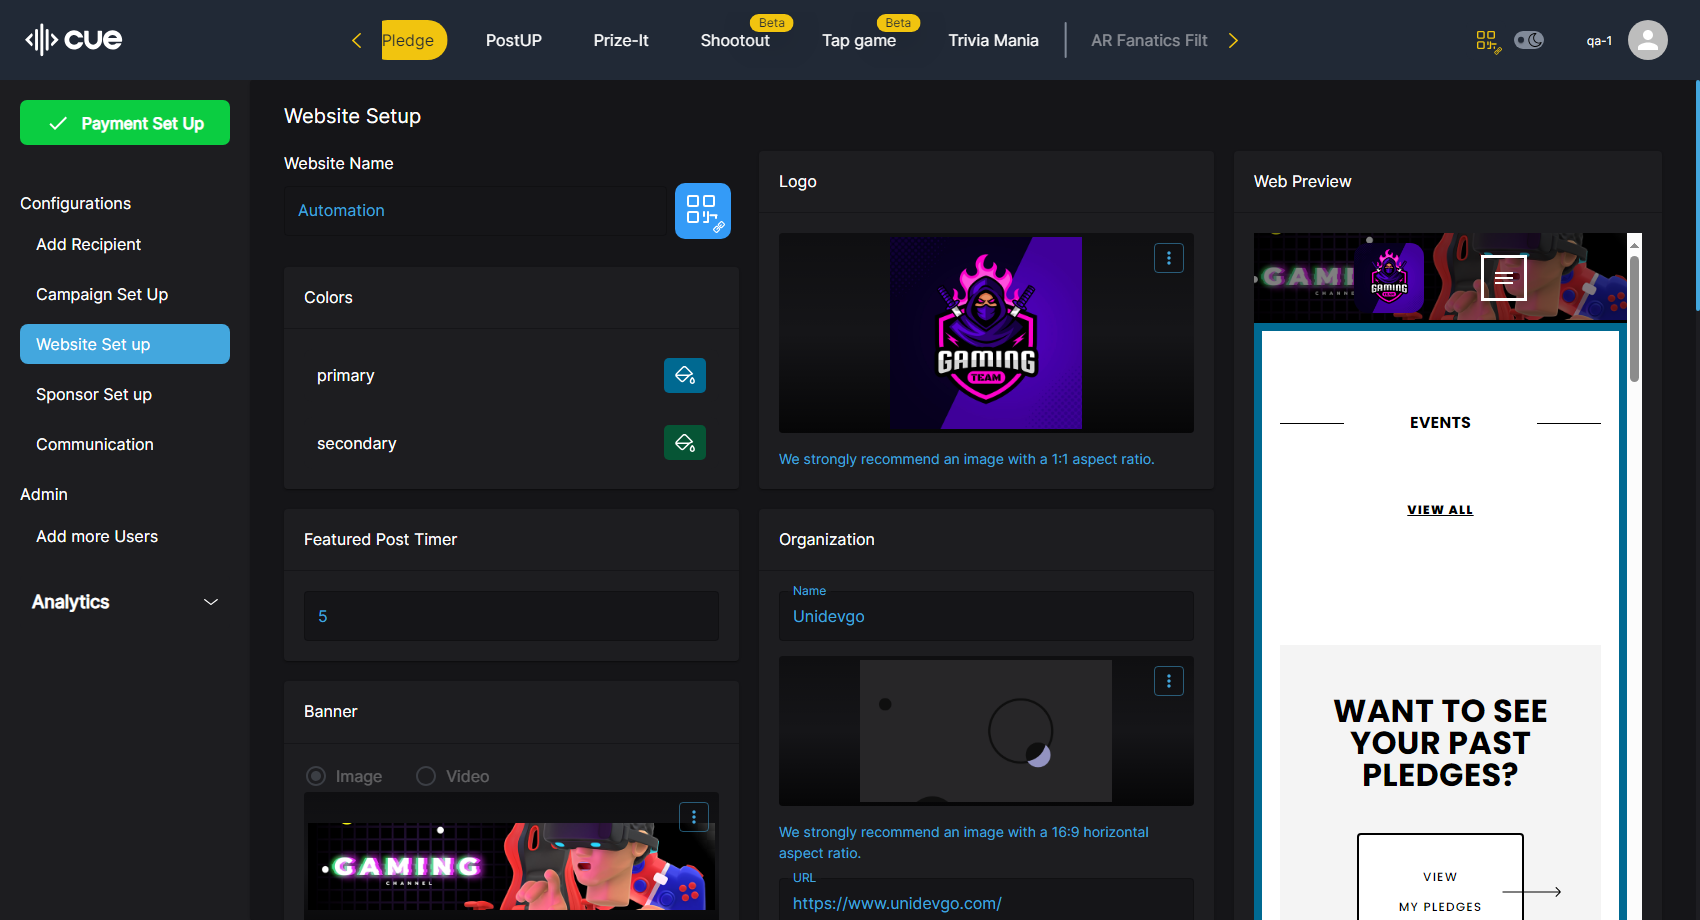 cue
Pledge
PostUP
Prize-It
Shootout
Beta
Tap game
Beta
Trivia Mania
AR Fanatics Filt
qa-1
Payment Set Up
Configurations
Add Recipient
Campaign Set Up
Website Set up
Sponsor Set up
Communication
Admin
Add more Users
Analytics
Website Setup
Website Name
Automation
Colors
primary
secondary
Featured Post Timer
5
Banner
Image
Video
GAMING
CHANNEL
Logo
GAMING
TEAM
We strongly recommend an image with a 1:1 aspect ratio.
Organization
Name
Unidevgo
We strongly recommend an image with a 16:9 horizontal
aspect ratio.
URL
https://www.unidevgo.com/
Web Preview
GAMI
CHANN
GAMING
TEAM
EVENTS
VIEW ALL
WANT TO SEE
YOUR PAST
PLEDGES?
VIEW
MY PLEDGES